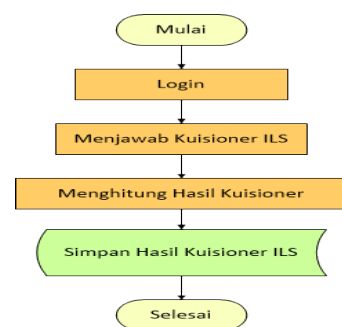 Mulai
Login
Menjawab Kuisioner ILS
Menghitung Hasil Kuisioner
Simpan Hasil Kuisioner ILS
Selesai